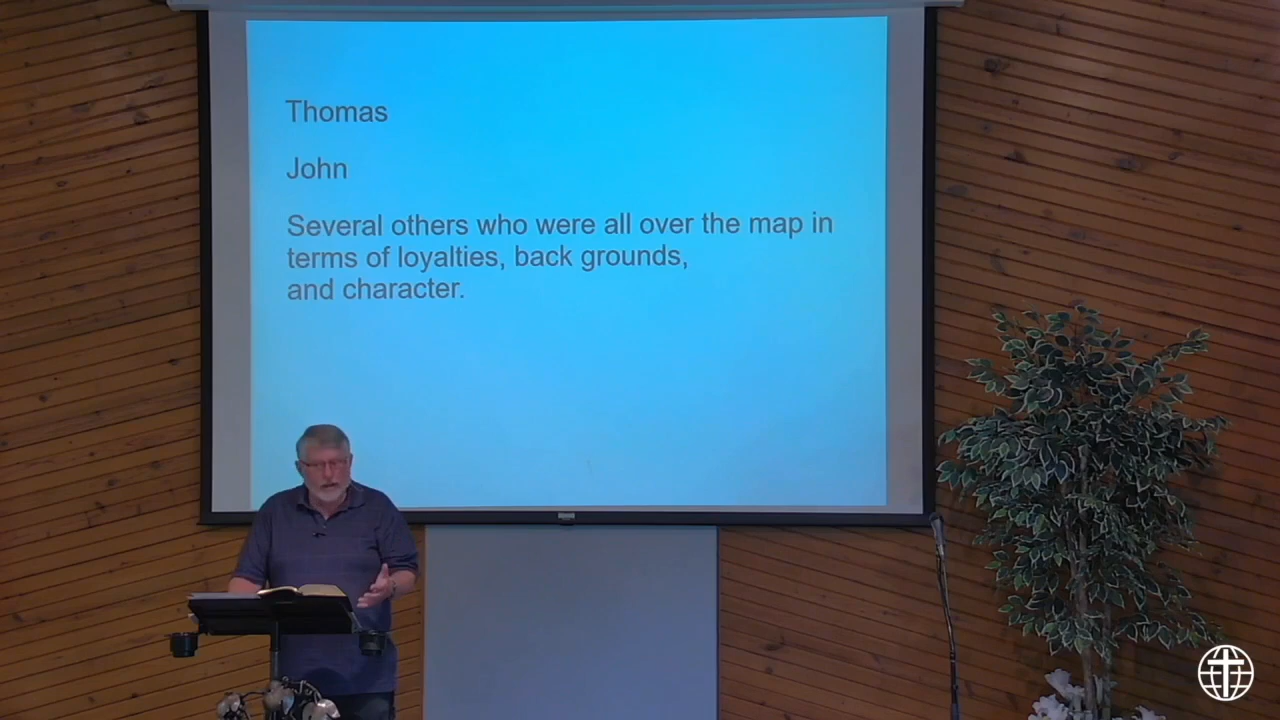 Thomas
John
Several others who were all over the map in
terms of loyalties, back grounds,
and character.